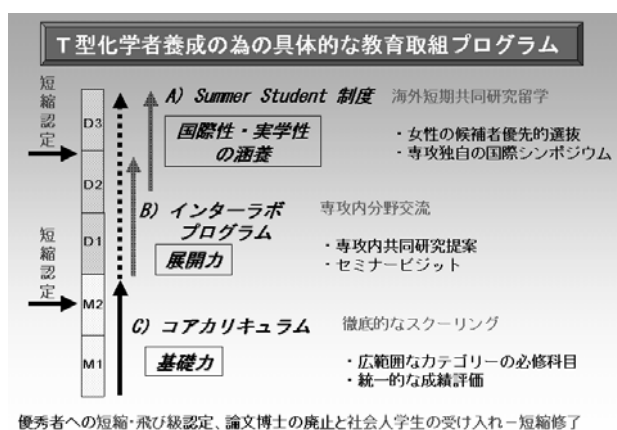 T型化学者養成の為の具体的な教育取組プログラム
短縮認定
D3
D2
D1
M2
M1
短縮認定
A) Summer Student 制度
海外短期共同研究留学
国際性・実学性
の涵養
・女性の候補者優先的選抜
・専攻独自の国際シンポジウム
B) インターラボ
プログラム
専攻内分野交流
展開力
・専攻内共同研究提案
・セミナービジット
C) コアカリキュラム
徹底的なスクーリング
基礎力
・広範囲なカテゴリーの必修科目
・統一的な成績評価
優秀者への短縮・飛び級認定、論文博士の廃止と社会人学生の受け入れ－短縮修了